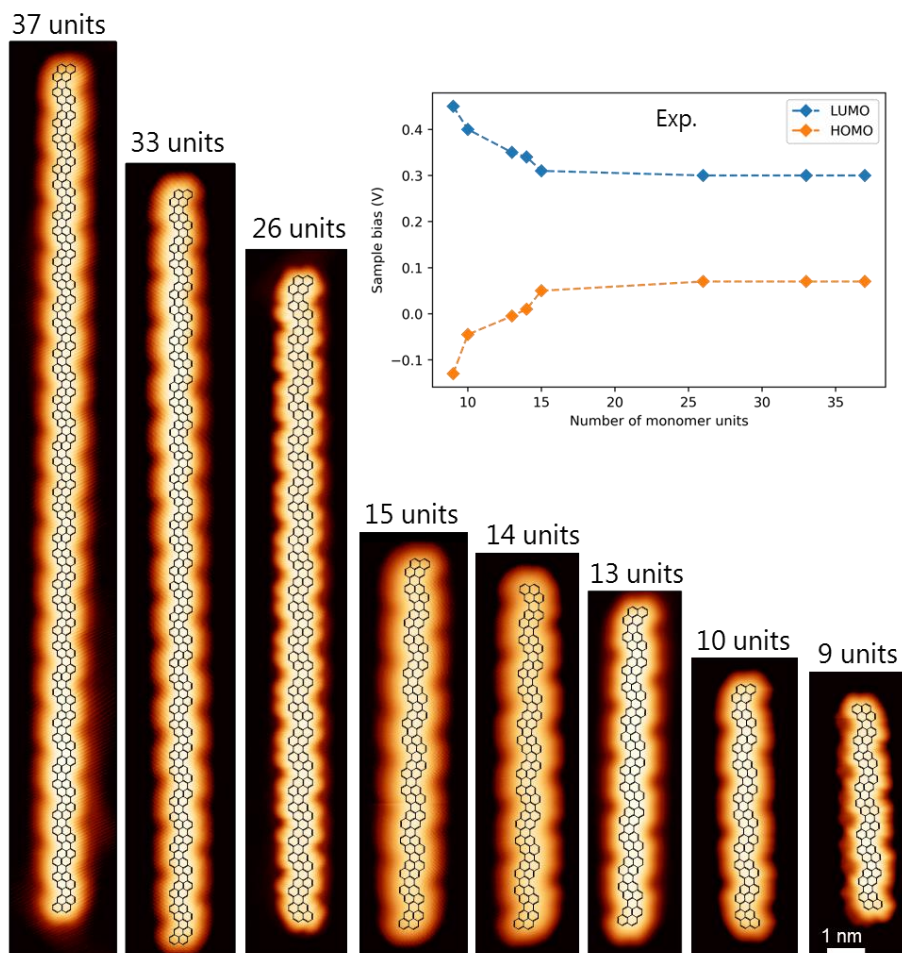 37 units
33 units
26 units
15 units
14 units
13 units
10 units
9 units
1 nm
Exp.
LUMO
HOMO
Sample bias (V)
0.4
0.3
0.2
0.1
0.0
−0.1
10
15
20
25
30
35
Number of monomer units